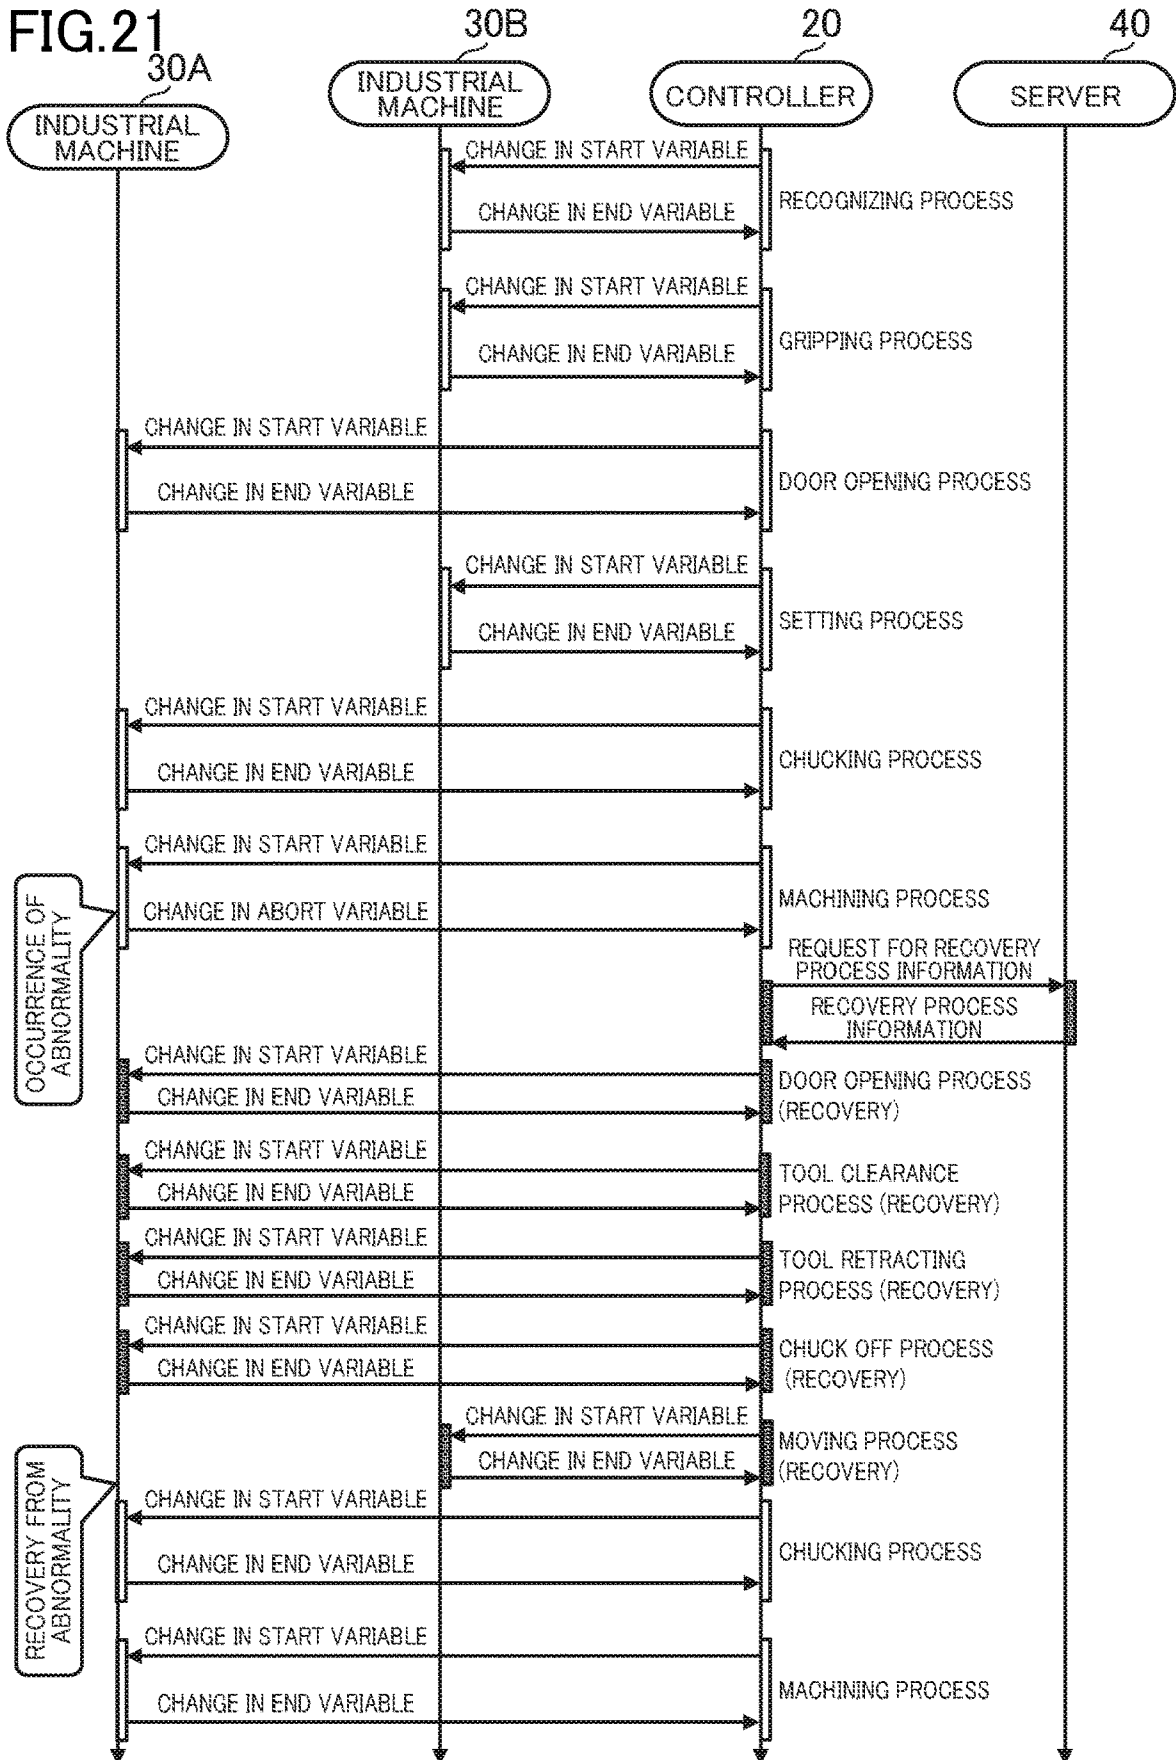 FIG.21
30A
30B
20
40
INDUSTRIAL
MACHINE
INDUSTRIAL
MACHINE
CONTROLLER
SERVER
CHANGE IN START VARIABLE
RECOGNIZING PROCESS
CHANGE IN END VARIABLE
CHANGE IN START VARIABLE
GRIPPING PROCESS
CHANGE IN END VARIABLE
CHANGE IN START VARIABLE
DOOR OPENING PROCESS
CHANGE IN END VARIABLE
CHANGE IN START VARIABLE
SETTING PROCESS
CHANGE IN END VARIABLE
CHANGE IN START VARIABLE
CHUCKING PROCESS
CHANGE IN END VARIABLE
CHANGE IN START VARIABLE
MACHINING PROCESS
CHANGE IN ABORT VARIABLE
OCCURRENCE OF
ABNORMALITY
REQUEST FOR RECOVERY
PROCESS INFORMATION
RECOVERY PROCESS
INFORMATION
CHANGE IN START VARIABLE
CHANGE IN END VARIABLE
DOOR OPENING PROCESS
(RECOVERY)
CHANGE IN START VARIABLE
CHANGE IN END VARIABLE
TOOL CLEARANCE
PROCESS (RECOVERY)
CHANGE IN START VARIABLE
CHANGE IN END VARIABLE
TOOL RETRACTING
PROCESS (RECOVERY)
CHANGE IN START VARIABLE
CHANGE IN END VARIABLE
CHUCK OFF PROCESS
(RECOVERY)
CHANGE IN START VARIABLE
CHANGE IN END VARIABLE
MOVING PROCESS
(RECOVERY)
RECOVERY FROM
ABNORMALITY
CHANGE IN START VARIABLE
CHUCKING PROCESS
CHANGE IN END VARIABLE
CHANGE IN START VARIABLE
MACHINING PROCESS
CHANGE IN END VARIABLE